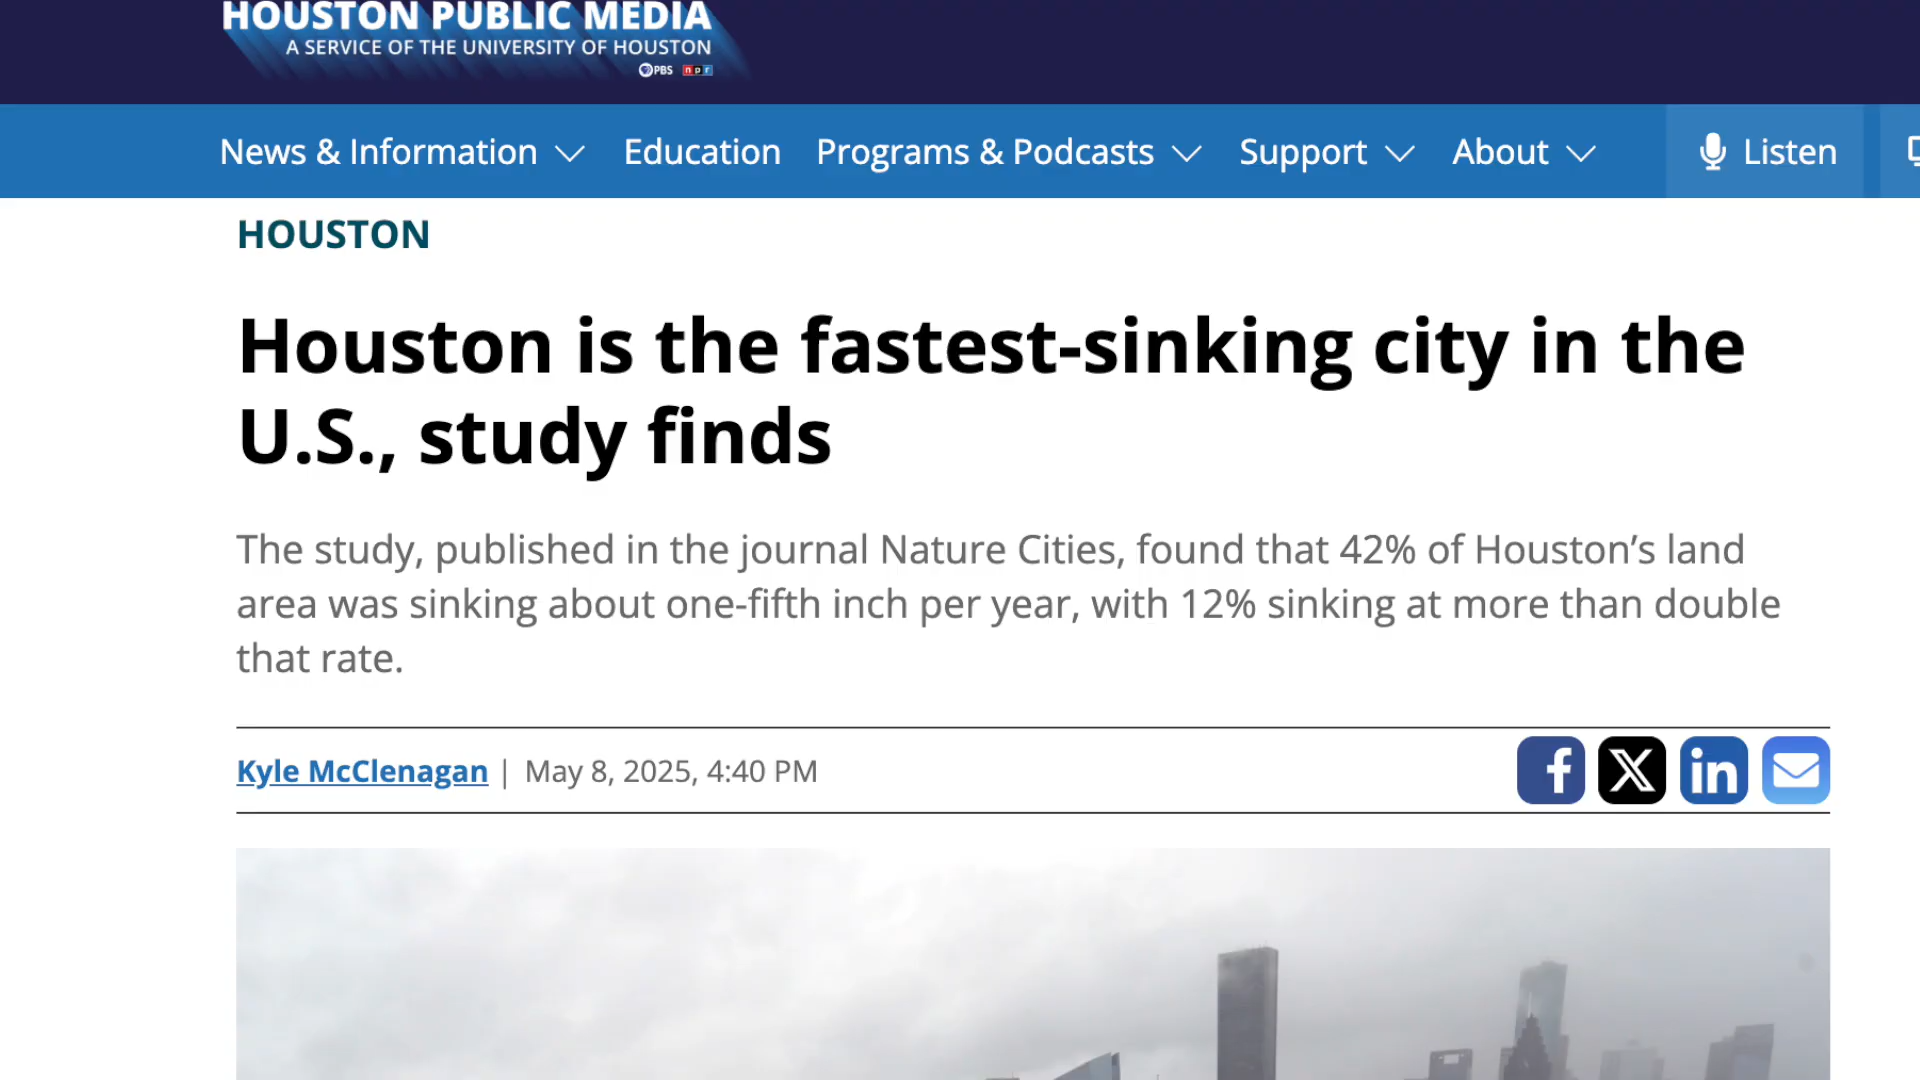 HOUSTON PUBLIC MEDIA
A SERVICE OF THE UNIVERSITY OF HOUSTON
PBS npr
News & Information Education Programs & Podcasts Support About Listen
HOUSTON
Houston is the fastest-sinking city in the
U.S., study finds
The study, published in the journal Nature Cities, found that 42% of Houston’s land
area was sinking about one-fifth inch per year, with 12% sinking at more than double
that rate.
Kyle McClenagan | May 8, 2025, 4:40 PM